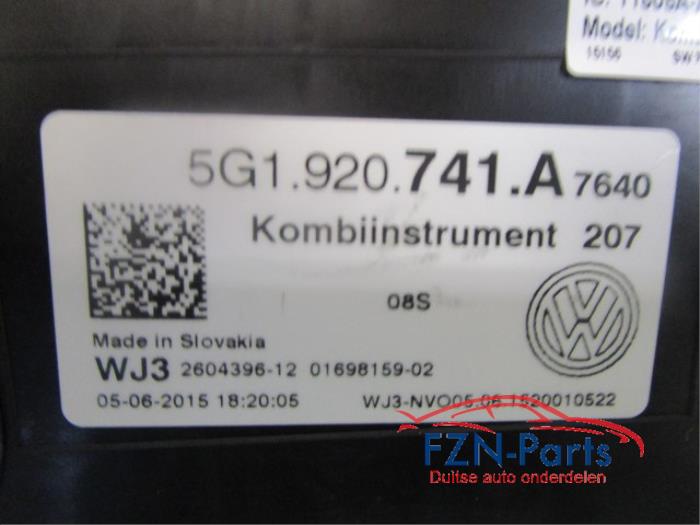 Model:
15156
5G1.920.741.A 7640
Kombiinstrument 207
08S
Made in Slovakia
WJ3 2604396-12 01698159-02
05-06-2015 18:20:05 WJ3-NVO05.06 1520010522
FZN-Parts
Duitse auto onderdelen